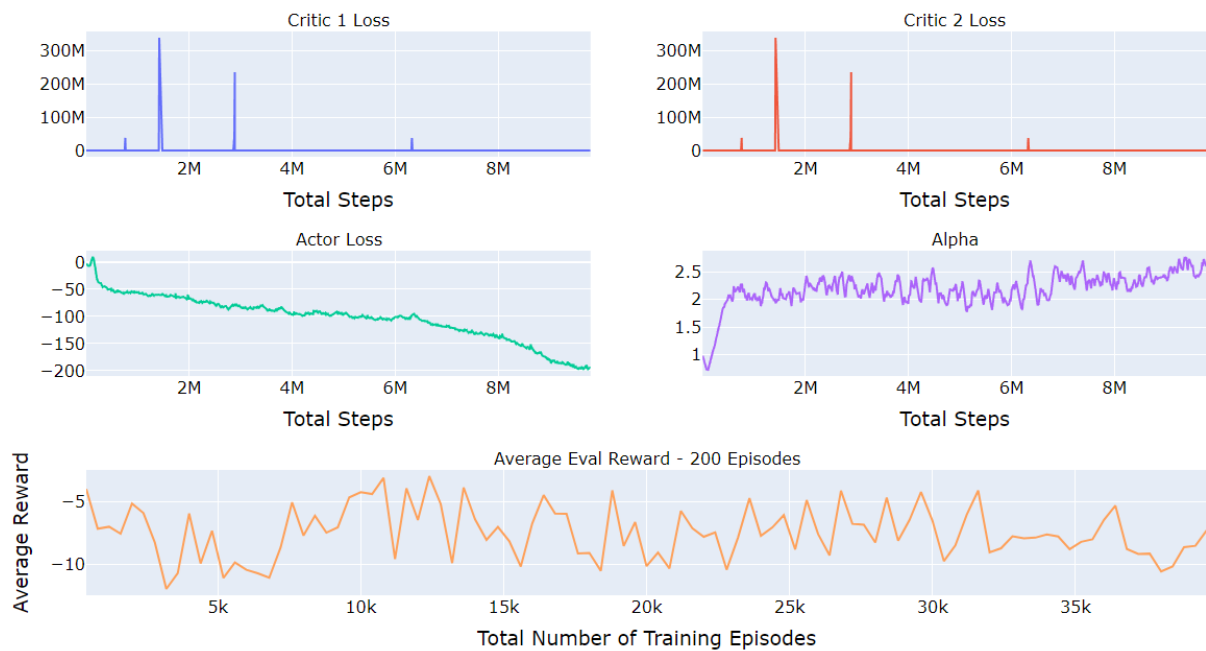 Critic 1 Loss
Critic 2 Loss
300M
200M
100M
0
2M 4M 6M 8M
Total Steps
300M
200M
100M
0
2M 4M 6M 8M
Total Steps
Actor Loss
Alpha
0
−50
−100
−150
−200
2M 4M 6M 8M
Total Steps
2.5
2
1.5
1
2M 4M 6M 8M
Total Steps
Average Eval Reward - 200 Episodes
Average Reward
−5
−10
5k 10k 15k 20k 25k 30k 35k
Total Number of Training Episodes